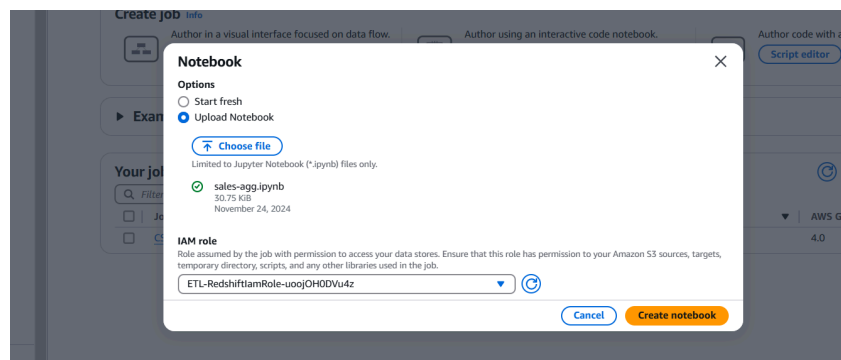 Create job Info
Author in a visual interface focused on data flow.
Author using an interactive code notebook.
Author code with a
Script editor
Notebook
Options
Start fresh
Upload Notebook
Choose file
Limited to Jupyter Notebook (*.ipynb) files only.
sales-agg.ipynb
30.75 KiB
November 24, 2024
IAM role
Role assumed by the job with permission to access your data stores. Ensure that this role has permission to your Amazon S3 sources, targets,
temporary directory, scripts, and any other libraries used in the job.
ETL-RedshiftIamRole-uoojOH0DVu4z
Cancel
Create notebook
Exam
Your jol
Filter
Jo
AWS G
CS
4.0